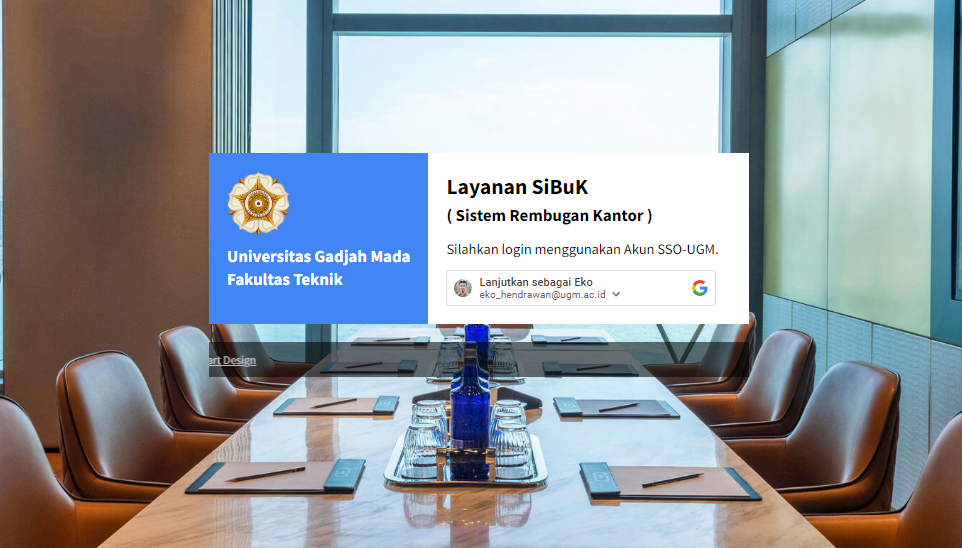 Universitas Gadjah Mada
Fakultas Teknik
Layanan SiBuK
( Sistem Rembugan Kantor )
Silahkan login menggunakan Akun SSO-UGM.
Lanjutkan sebagai Eko
eko_hendrawan@ugm.ac.id
art Design